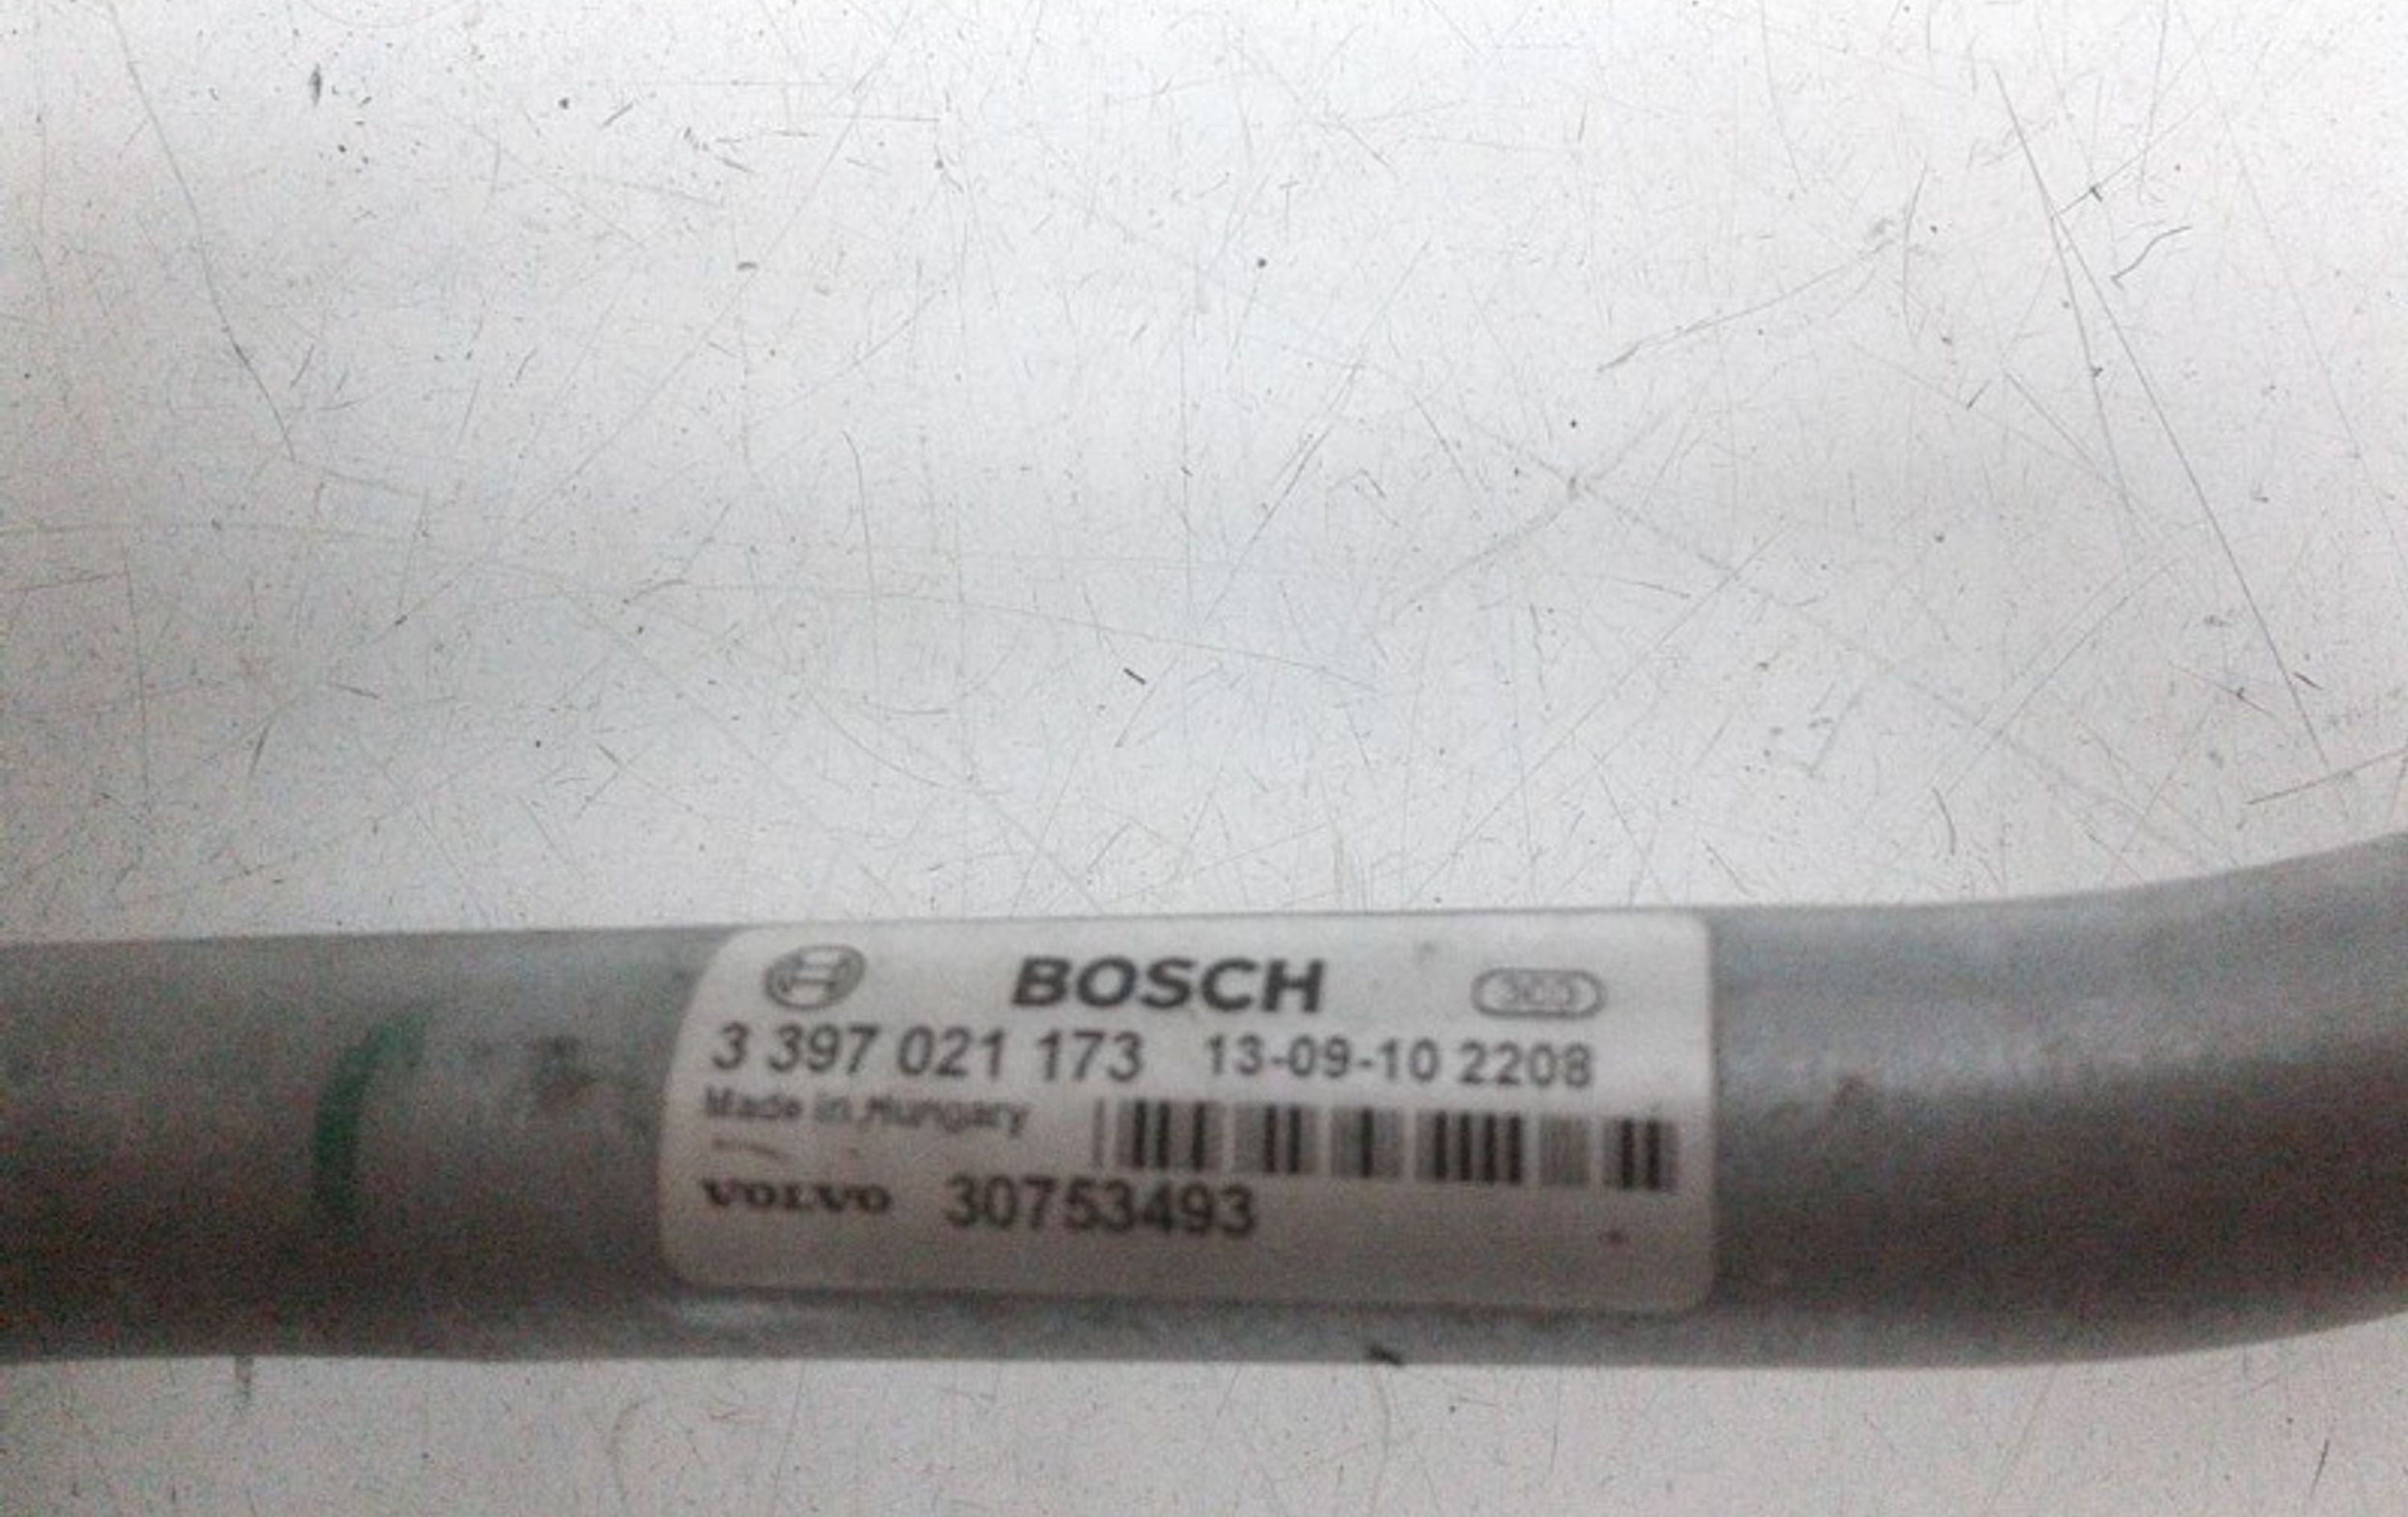 BOSCH
3 397 021 173 13-09-10 2208
Made in Hungary
VOLVO 30753493